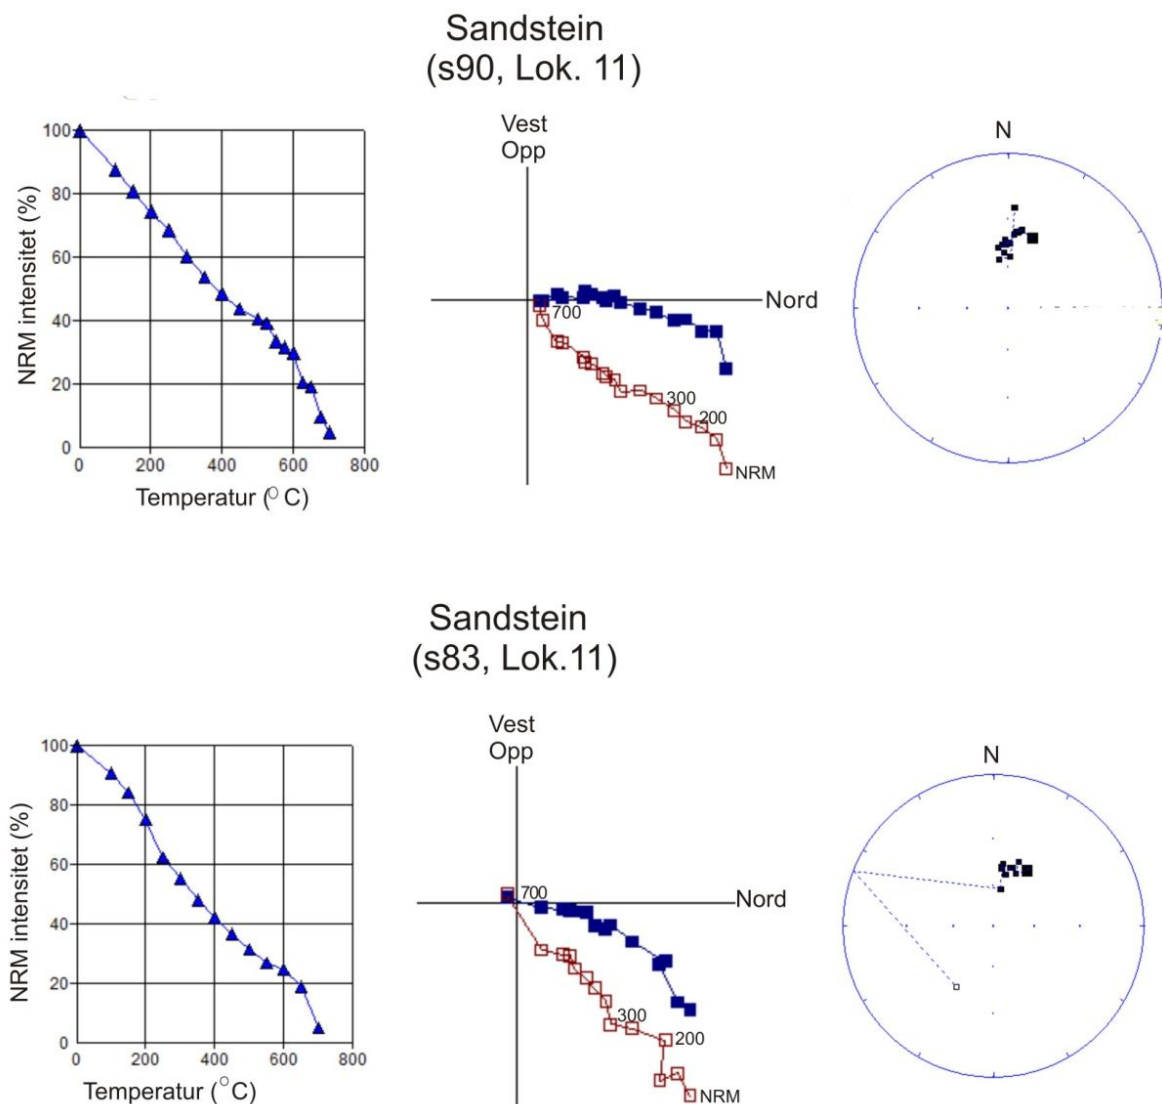 Sandstein
(s90, Lok. 11)
NRM intensitet (%)
100
80
60
40
20
0
0 200 400 600 800
Temperatur (° C)
Vest
Opp
Nord
700
300
200
NRM
N
Sandstein
(s83, Lok.11)
NRM intensitet (%)
100
80
60
40
20
0
0 200 400 600 800
Temperatur (°C)
Vest
Opp
700
Nord
300
200
NRM
N